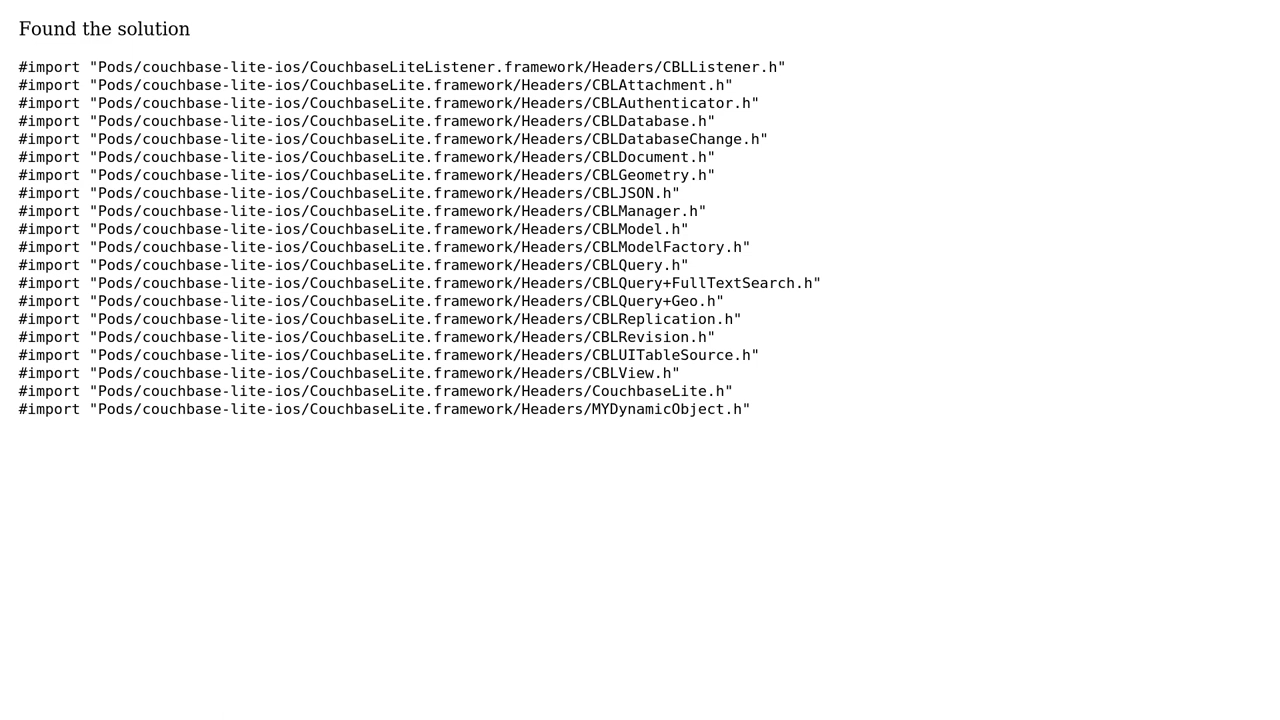 Found the solution
#import "Pods/couchbase-lite-ios/CouchbaseLiteListener.framework/Headers/CBLListener.h"
#import "Pods/couchbase-lite-ios/CouchbaseLite.framework/Headers/CBLAttachment.h"
#import "Pods/couchbase-lite-ios/CouchbaseLite.framework/Headers/CBLAuthenticator.h"
#import "Pods/couchbase-lite-ios/CouchbaseLite.framework/Headers/CBLDatabase.h"
#import "Pods/couchbase-lite-ios/CouchbaseLite.framework/Headers/CBLDatabaseChange.h"
#import "Pods/couchbase-lite-ios/CouchbaseLite.framework/Headers/CBLDocument.h"
#import "Pods/couchbase-lite-ios/CouchbaseLite.framework/Headers/CBLGeometry.h"
#import "Pods/couchbase-lite-ios/CouchbaseLite.framework/Headers/CBLJSON.h"
#import "Pods/couchbase-lite-ios/CouchbaseLite.framework/Headers/CBLManager.h"
#import "Pods/couchbase-lite-ios/CouchbaseLite.framework/Headers/CBLModel.h"
#import "Pods/couchbase-lite-ios/CouchbaseLite.framework/Headers/CBLModelFactory.h"
#import "Pods/couchbase-lite-ios/CouchbaseLite.framework/Headers/CBLQuery.h"
#import "Pods/couchbase-lite-ios/CouchbaseLite.framework/Headers/CBLQuery+FullTextSearch.h"
#import "Pods/couchbase-lite-ios/CouchbaseLite.framework/Headers/CBLQuery+Geo.h"
#import "Pods/couchbase-lite-ios/CouchbaseLite.framework/Headers/CBLReplication.h"
#import "Pods/couchbase-lite-ios/CouchbaseLite.framework/Headers/CBLRevision.h"
#import "Pods/couchbase-lite-ios/CouchbaseLite.framework/Headers/CBLUITableSource.h"
#import "Pods/couchbase-lite-ios/CouchbaseLite.framework/Headers/CBLView.h"
#import "Pods/couchbase-lite-ios/CouchbaseLite.framework/Headers/CouchbaseLite.h"
#import "Pods/couchbase-lite-ios/CouchbaseLite.framework/Headers/MYDynamicObject.h"